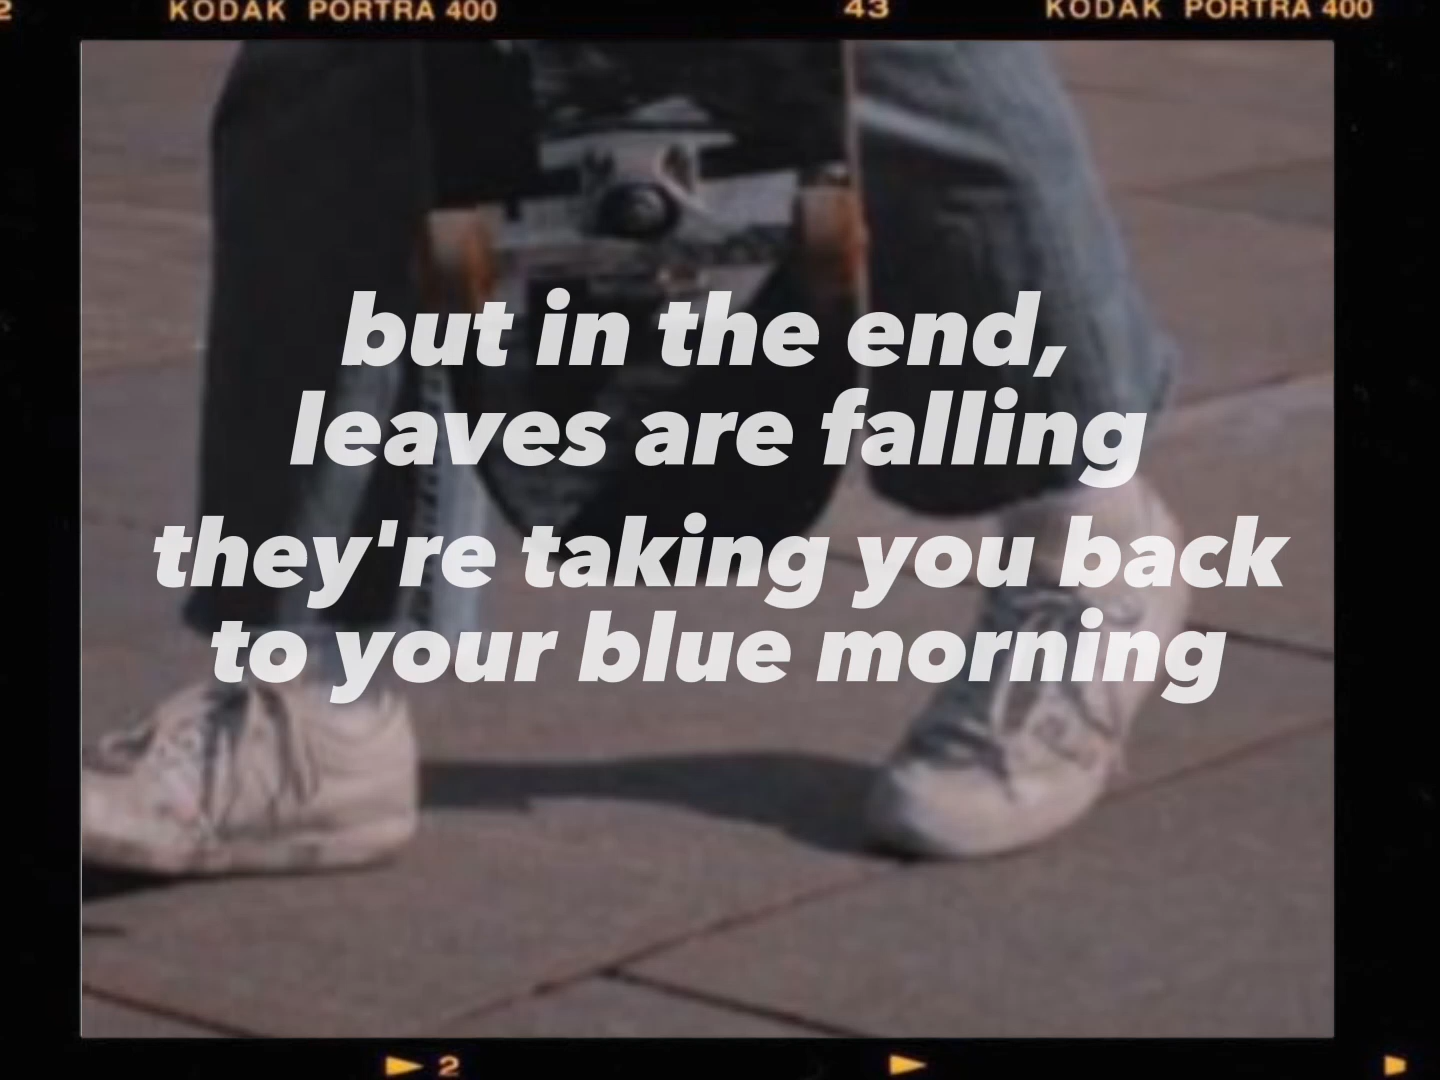 2 KODAK PORTRA 400 43 KODAK PORTRA 400
but in the end,
leaves are falling
they're taking you back
to your blue morning
2